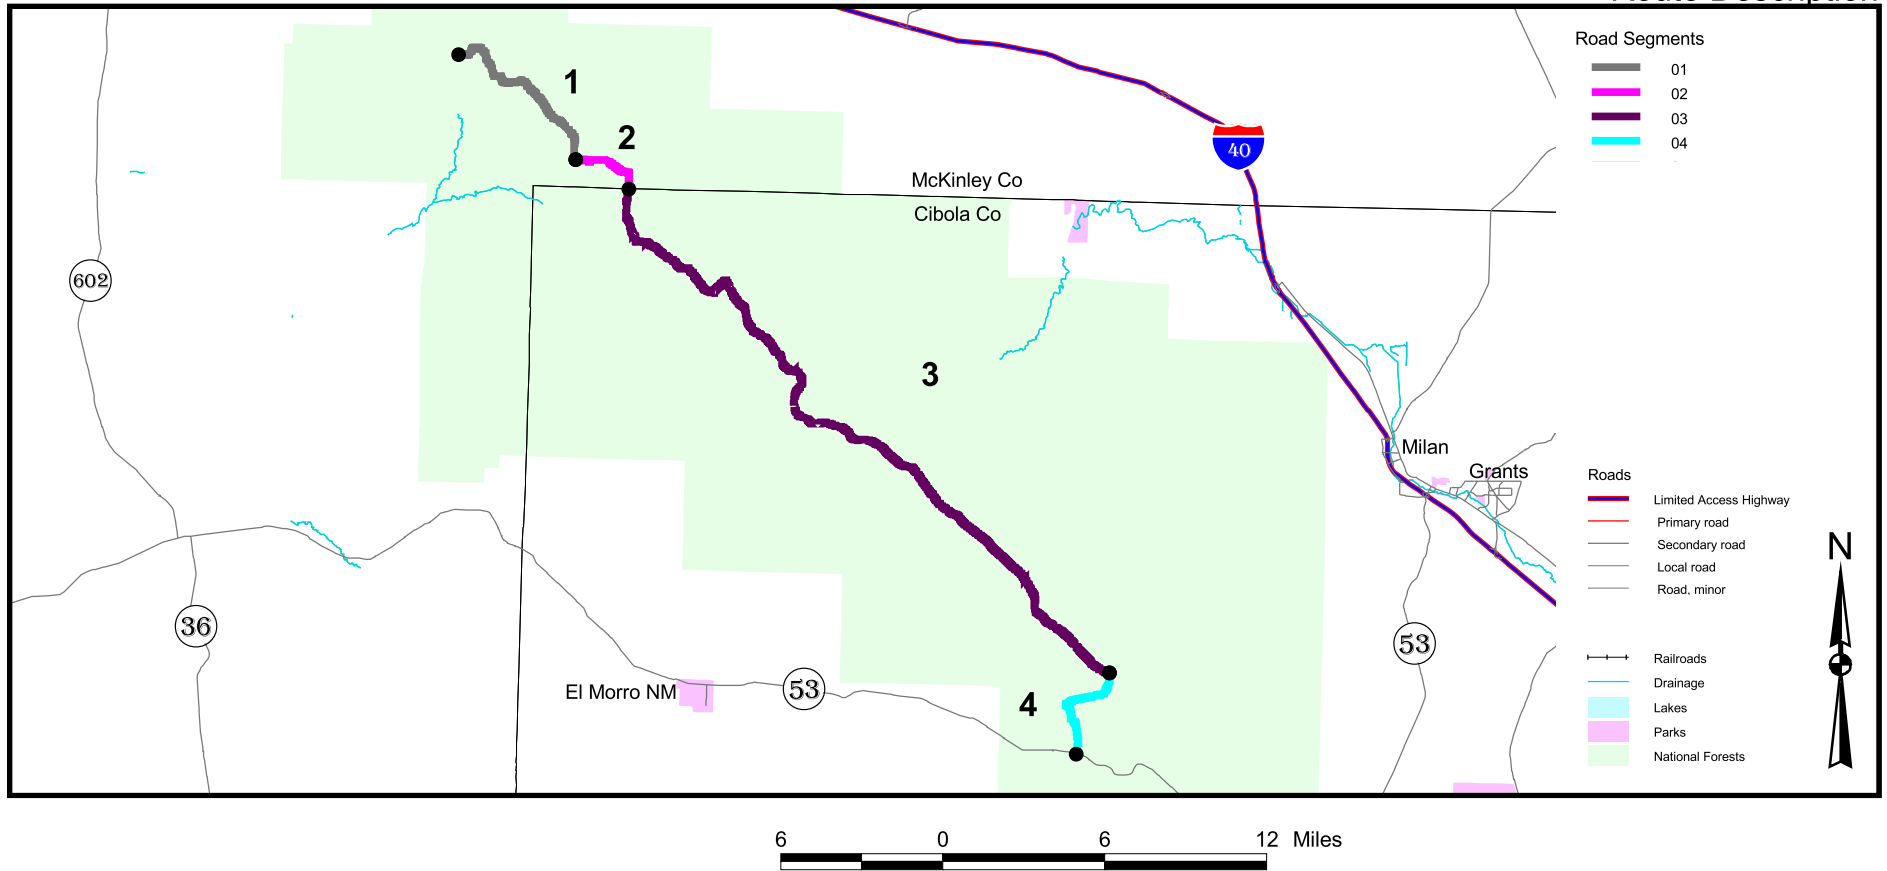 Road Segments
01
02
03
04
1
2
McKinley Co
Cibola Co
40
602
3
Milan
Grants
Roads
Limited Access Highway
Primary road
Secondary road
Local road
Road, minor
N
36
53
53
El Morro NM
4
Railroads
Drainage
Lakes
Parks
National Forests
6 0 6 12 Miles